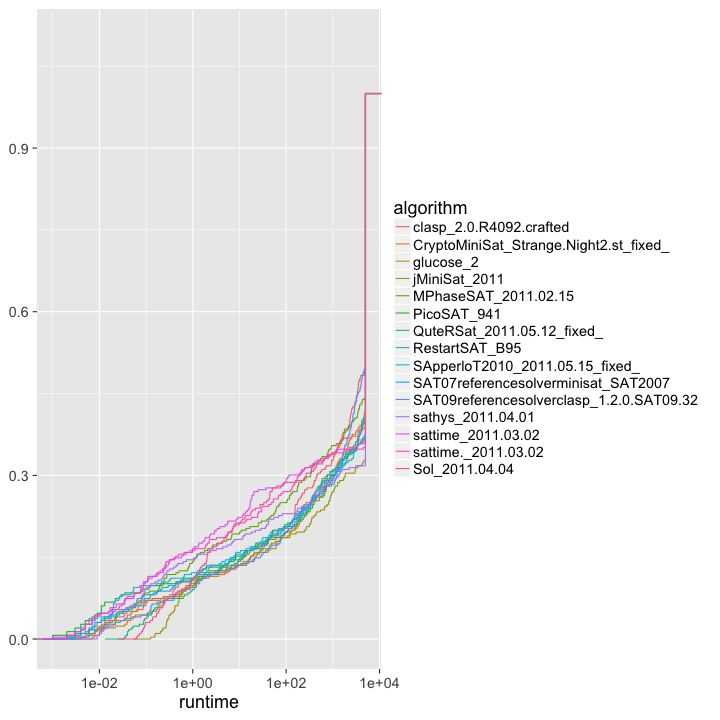 0.9
0.6
0.3
0.0
1e-02 1e+00 1e+02 1e+04
runtime
algorithm
clasp_2.0.R4092.crafted
CryptoMiniSat_Strange.Night2.st_fixed_
glucose_2
jMiniSat_2011
MPhaseSAT_2011.02.15
PicoSAT_941
QuteRSat_2011.05.12_fixed_
RestartSAT_B95
SApperloT2010_2011.05.15_fixed_
SAT07referencesolverminisat_SAT2007
SAT09referencesolverclasp_1.2.0.SAT09.32
sathys_2011.04.01
sattime_2011.03.02
sattime._2011.03.02
Sol_2011.04.04